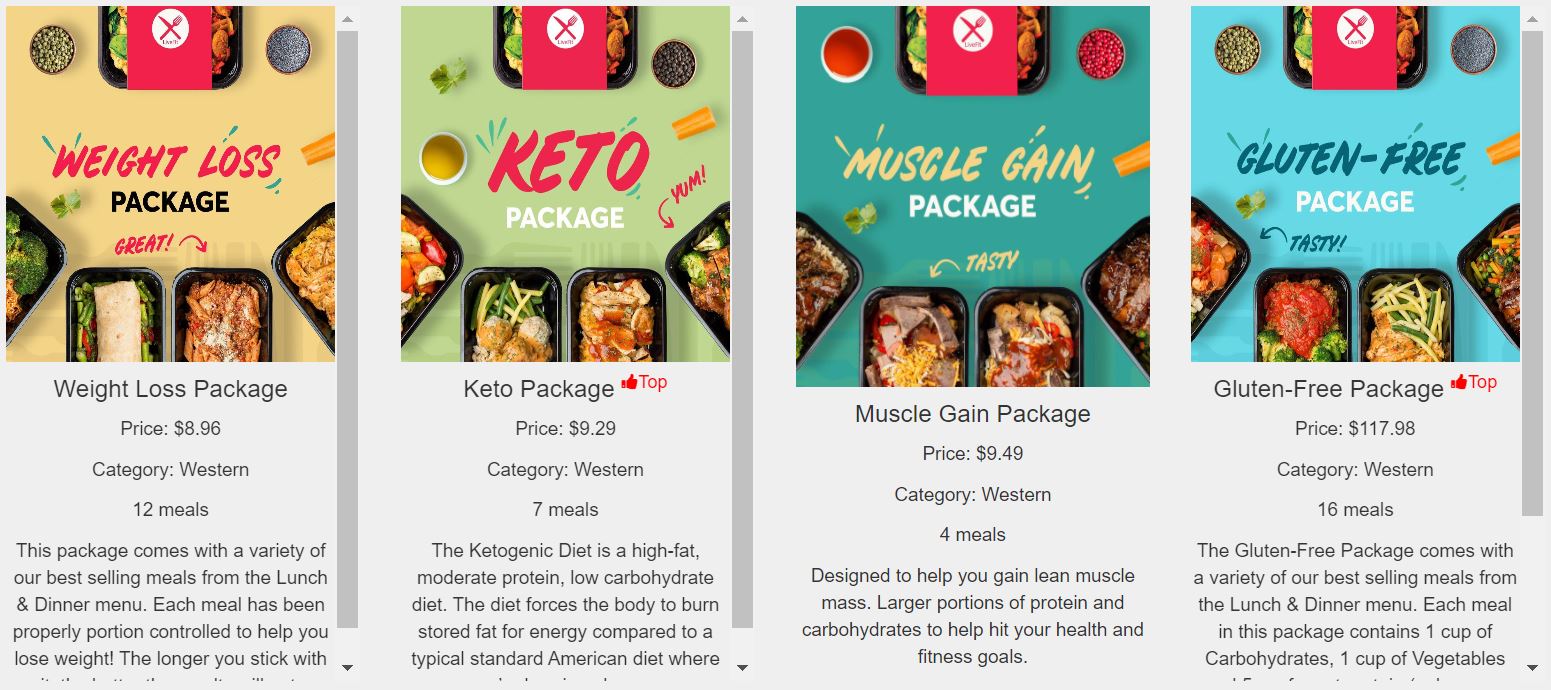 LiveFit
WEIGHT LOSS
PACKAGE
GREAT!
Weight Loss Package
Price: $8.96
Category: Western
12 meals
This package comes with a variety of
our best selling meals from the Lunch
& Dinner menu. Each meal has been
properly portion controlled to help you
lose weight! The longer you stick with
LiveFit
KETO
PACKAGE
YUM!
Keto Package Top
Price: $9.29
Category: Western
7 meals
The Ketogenic Diet is a high-fat,
moderate protein, low carbohydrate
diet. The diet forces the body to burn
stored fat for energy compared to a
typical standard American diet where
LiveFit
MUSCLE GAIN
PACKAGE
TASTY
Muscle Gain Package
Price: $9.49
Category: Western
4 meals
Designed to help you gain lean muscle
mass. Larger portions of protein and
carbohydrates to help hit your health and
fitness goals.
LiveFit
GLUTEN-FREE
PACKAGE
TASTY!
Gluten-Free Package Top
Price: $117.98
Category: Western
16 meals
The Gluten-Free Package comes with
a variety of our best selling meals from
the Lunch & Dinner menu. Each meal
in this package contains 1 cup of
Carbohydrates, 1 cup of Vegetables